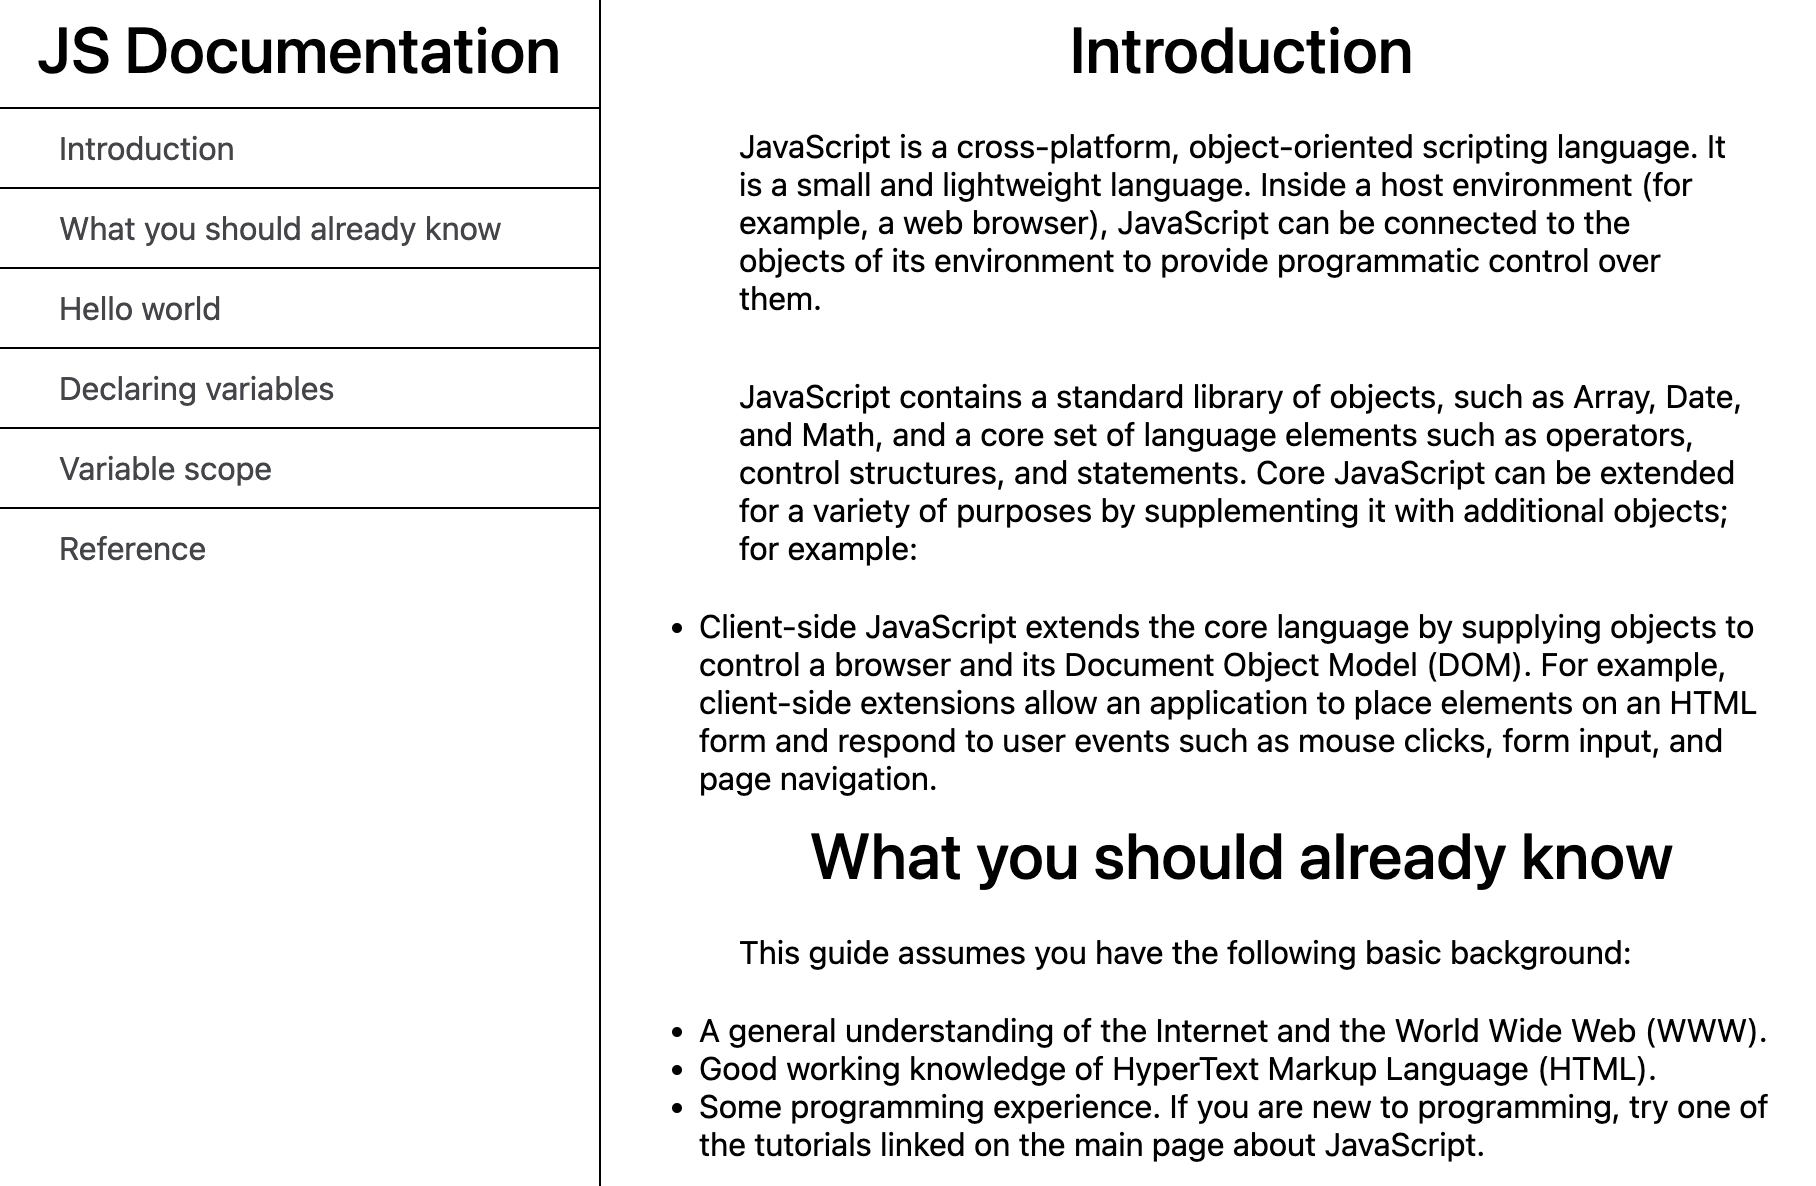 JS Documentation
Introduction
What you should already know
Hello world
Declaring variables
Variable scope
Reference
Introduction
JavaScript is a cross-platform, object-oriented scripting language. It
is a small and lightweight language. Inside a host environment (for
example, a web browser), JavaScript can be connected to the
objects of its environment to provide programmatic control over
them.
JavaScript contains a standard library of objects, such as Array, Date,
and Math, and a core set of language elements such as operators,
control structures, and statements. Core JavaScript can be extended
for a variety of purposes by supplementing it with additional objects;
for example:
• Client-side JavaScript extends the core language by supplying objects to
control a browser and its Document Object Model (DOM). For example,
client-side extensions allow an application to place elements on an HTML
form and respond to user events such as mouse clicks, form input, and
page navigation.
What you should already know
This guide assumes you have the following basic background:
• A general understanding of the Internet and the World Wide Web (WWW).
• Good working knowledge of HyperText Markup Language (HTML).
• Some programming experience. If you are new to programming, try one of
the tutorials linked on the main page about JavaScript.